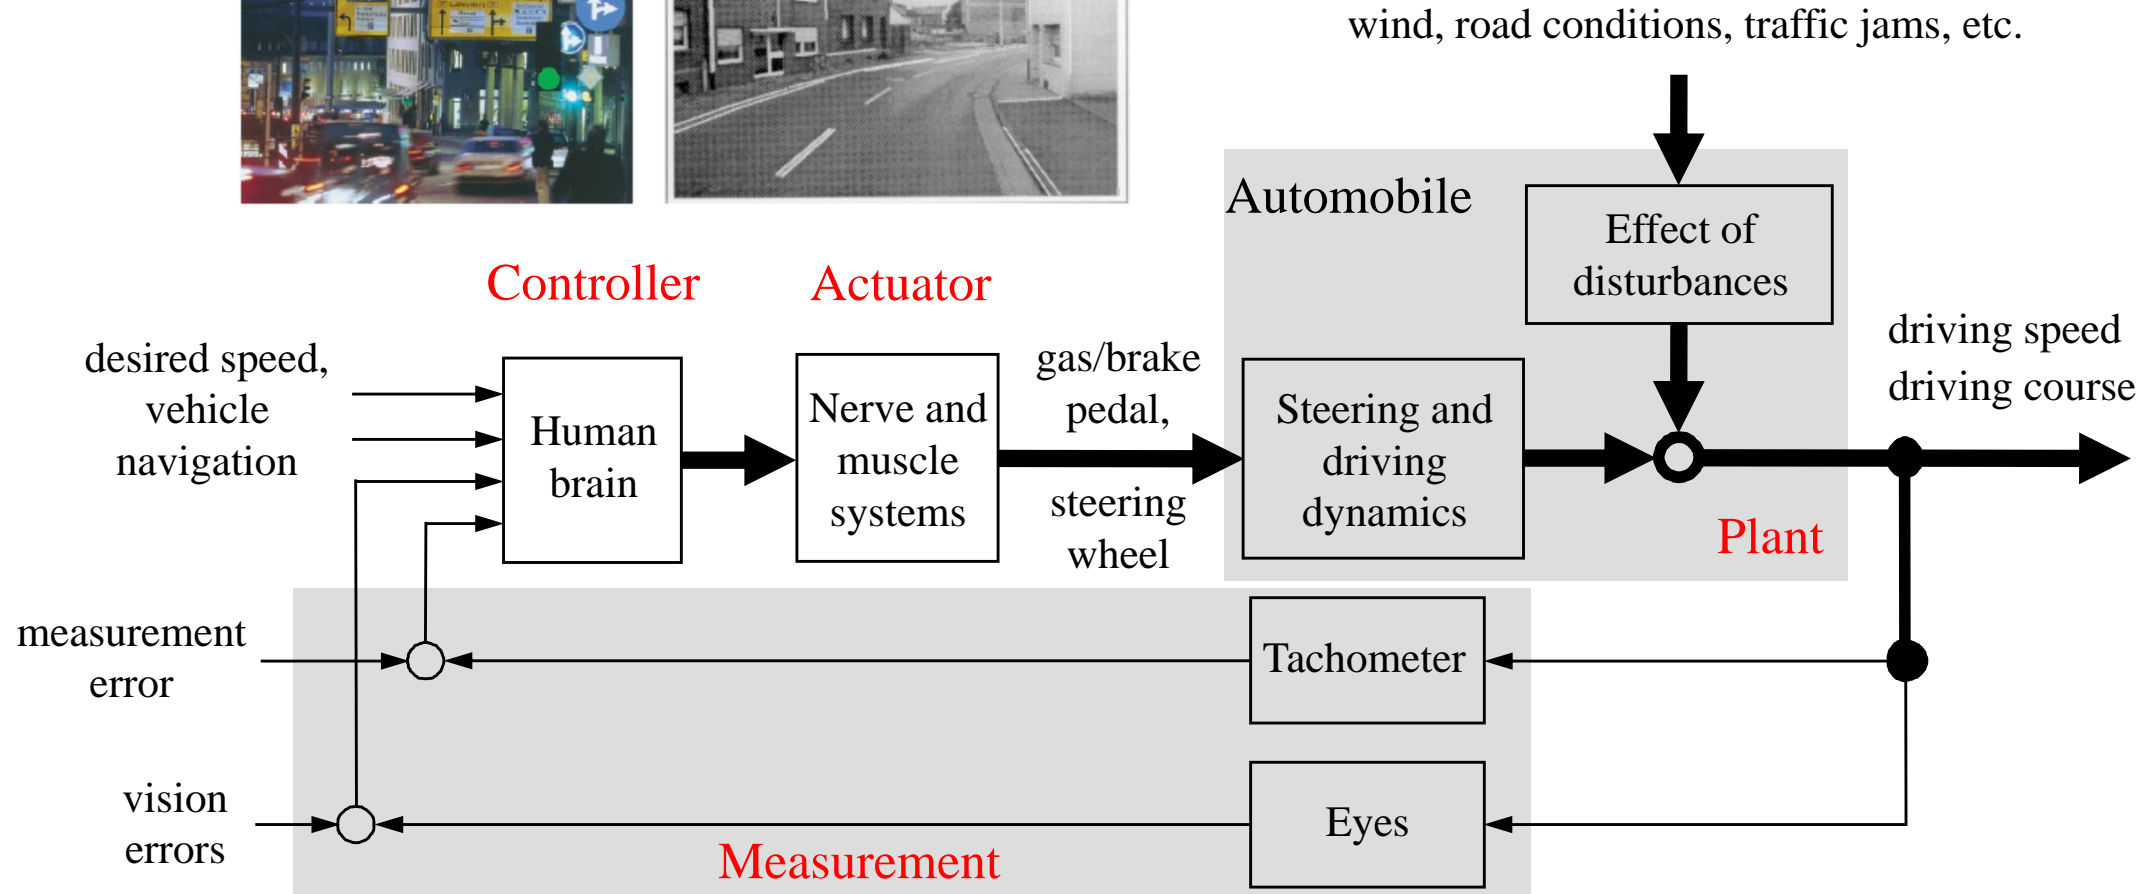 wind, road conditions, traffic jams, etc.
Automobile
Effect of
disturbances
Controller
Actuator
driving speed
driving course
desired speed,
vehicle
navigation
gas/brake
pedal,
steering
wheel
Human
brain
Nerve and
muscle
systems
Steering and
driving
dynamics
Plant
measurement
error
Tachometer
vision
errors
Eyes
Measurement